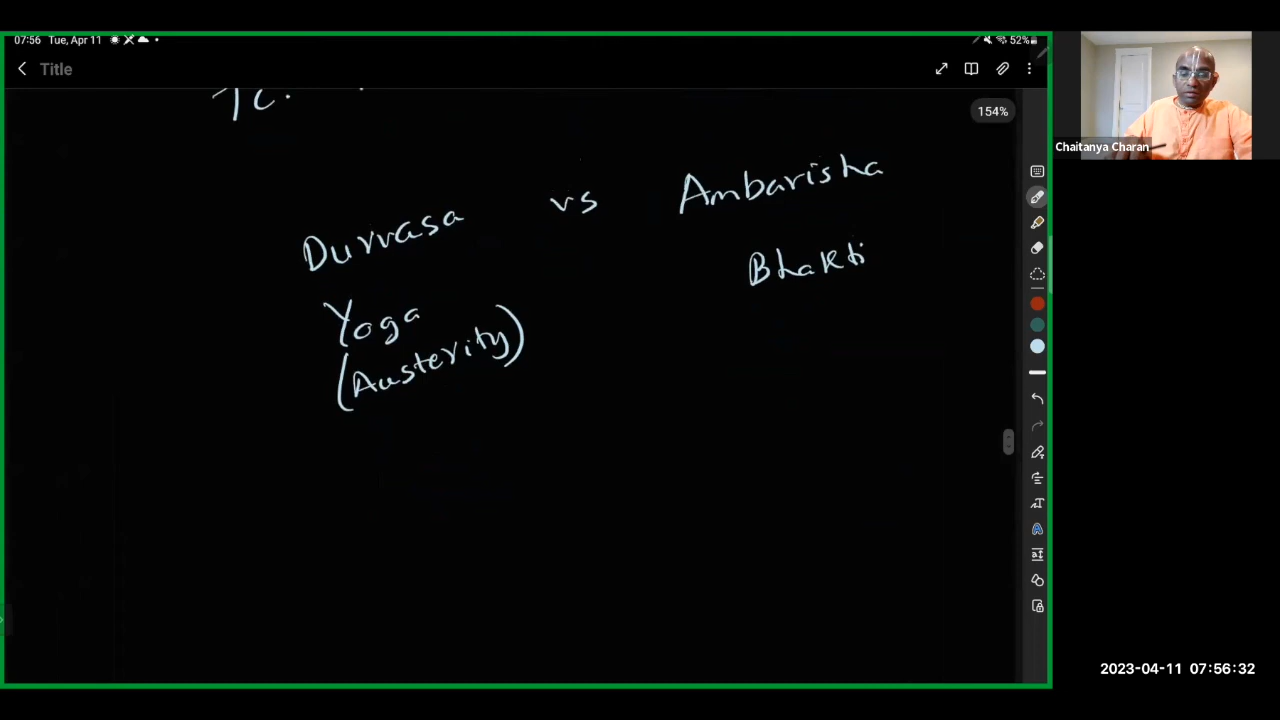 07:56 Tue, Apr 11
52%
Title
154%
Chaitanya Charan
Durvasa vs Ambarisha
Yoga Bhakti
(Austerity)
2023-04-11 07:56:32